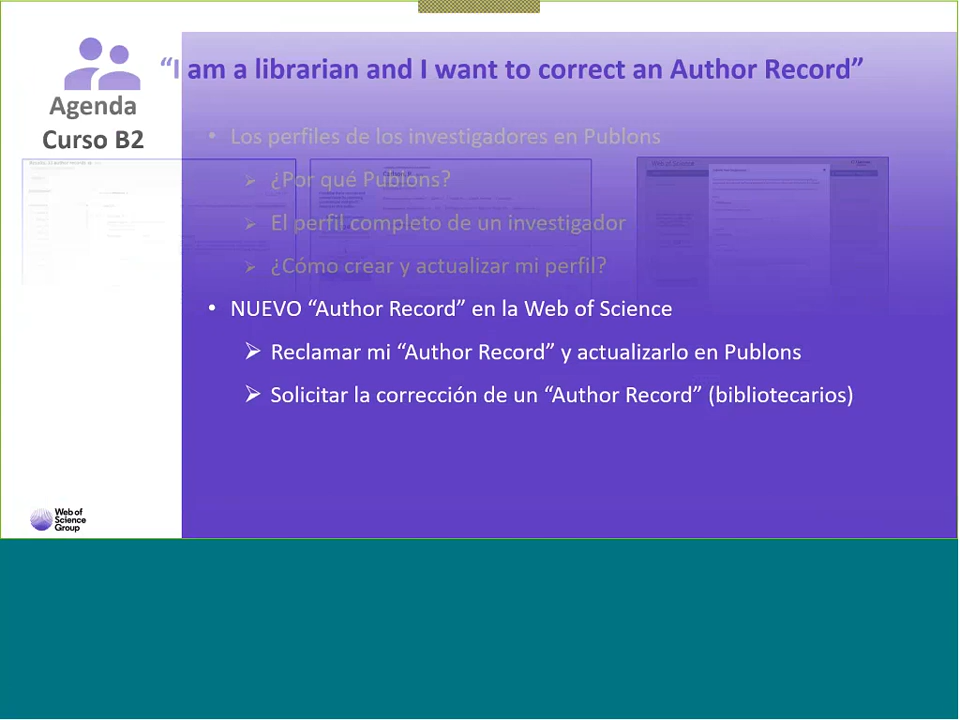 “I am a librarian and I want to correct an Author Record”
Agenda
Curso B2
• Los perfiles de los investigadores en Publons
➢ ¿Por qué Publons?
➢ El perfil completo de un investigador
➢ ¿Cómo crear y actualizar mi perfil?
• NUEVO “Author Record” en la Web of Science
➢ Reclamar mi “Author Record” y actualizarlo en Publons
➢ Solicitar la corrección de un “Author Record” (bibliotecarios)
Web of
Science
Group